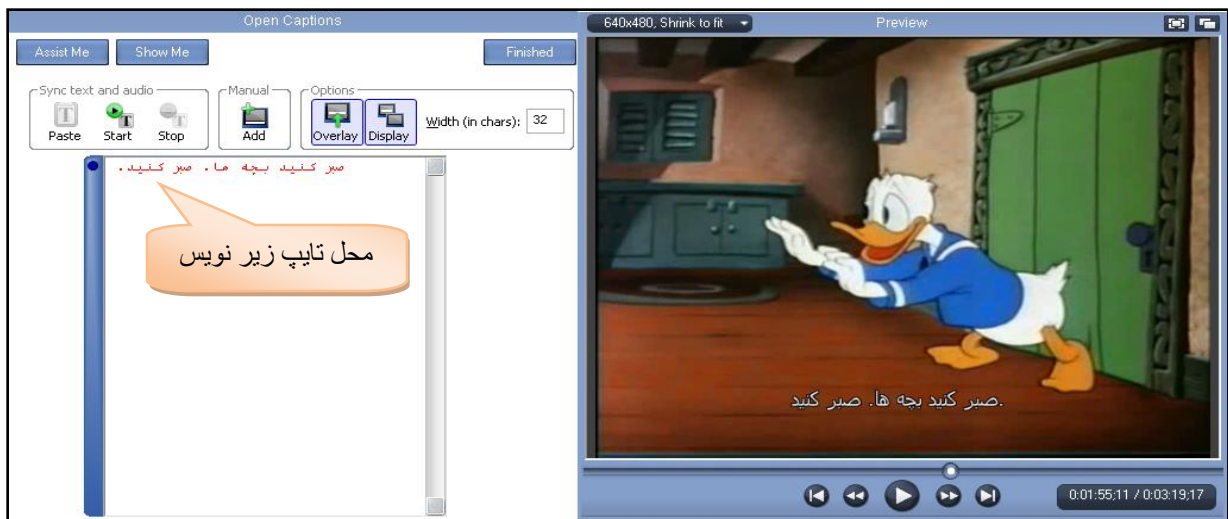 Open Captions
Assist Me
Show Me
Finished
Sync text and audio
Manual
Options
Paste
Start
Stop
Add
Overlay
Display
Width (in chars): 32
صبر کنید بچه ها. صبر کنید.
محل تایپ زیر نویس
640x480, Shrink to fit
Preview
صبر کنید بچه ها. صبر کنید.
0:01:55;11 / 0:03:19;17